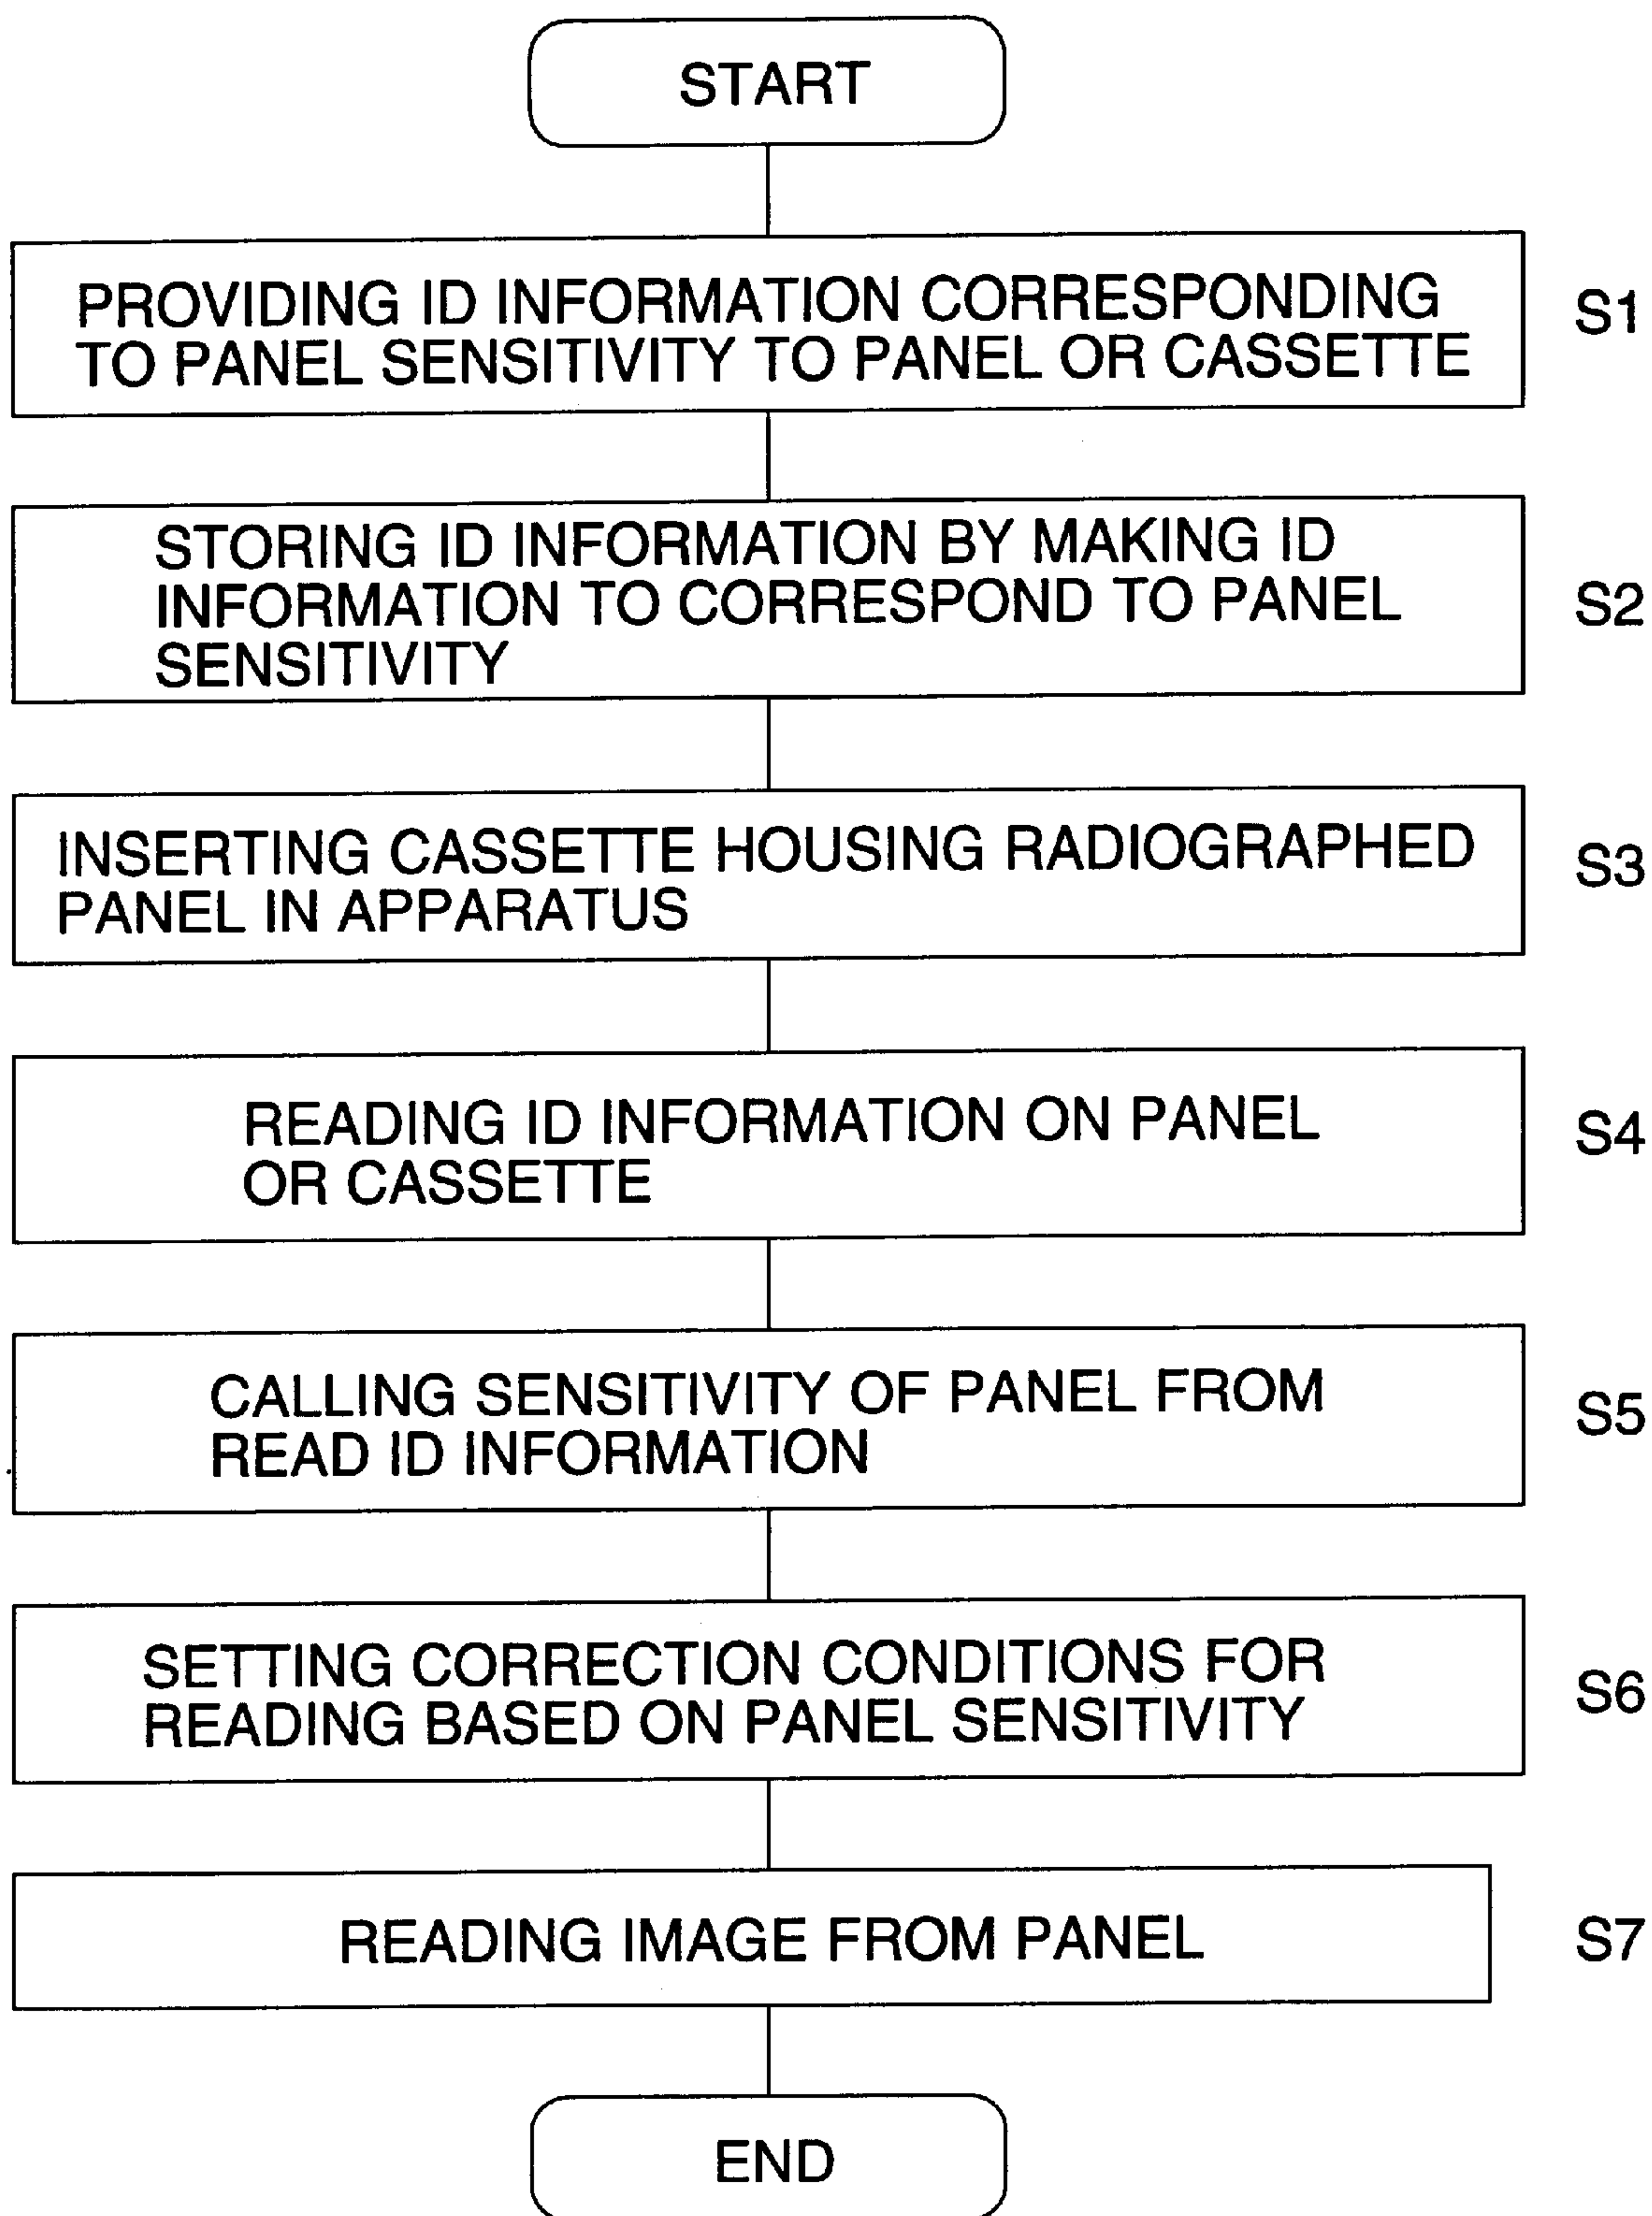 START
PROVIDING ID INFORMATION CORRESPONDING
TO PANEL SENSITIVITY TO PANEL OR CASSETTE
S1
STORING ID INFORMATION BY MAKING ID
INFORMATION TO CORRESPOND TO PANEL
SENSITIVITY
S2
INSERTING CASSETTE HOUSING RADIOGRAPHED
PANEL IN APPARATUS
S3
READING ID INFORMATION ON PANEL
OR CASSETTE
S4
CALLING SENSITIVITY OF PANEL FROM
READ ID INFORMATION
S5
SETTING CORRECTION CONDITIONS FOR
READING BASED ON PANEL SENSITIVITY
S6
READING IMAGE FROM PANEL
S7
END